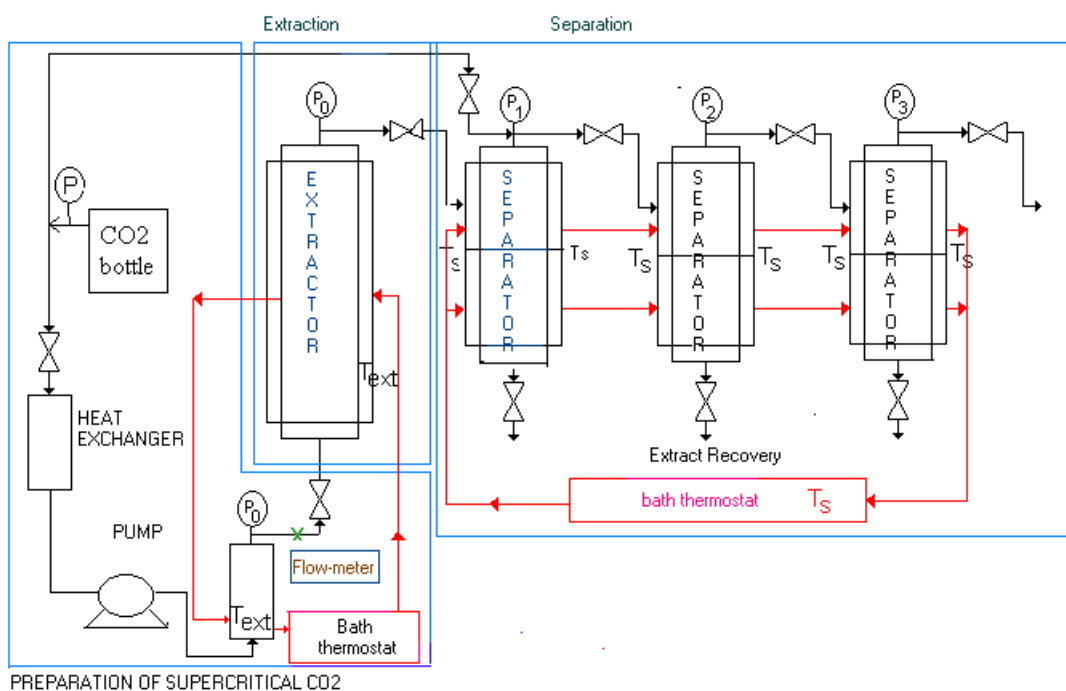 Extraction
Separation
P0
P1
P2
P3
P
CO2
bottle
EXTRACTOR
SEPARATOR
SEPARATOR
SEPARATOR
Ts
Ts
Ts
Ts
Ts
Ts
Text
HEAT
EXCHANGER
Extract Recovery
bath thermostat Ts
P0
PUMP
Flow-meter
Text
Bath
thermostat
PREPARATION OF SUPERCRITICAL CO2